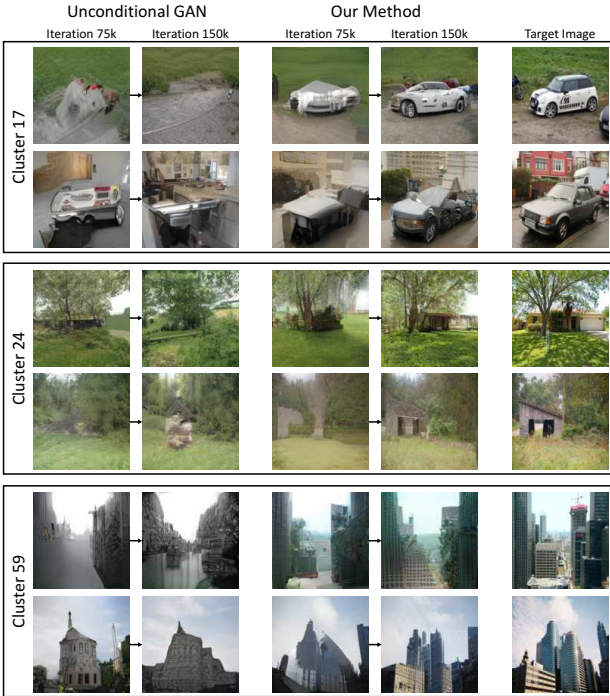 Unconditional GAN Our Method
Iteration 75k Iteration 150k Iteration 75k Iteration 150k Target Image
Cluster 17
Cluster 24
Cluster 59